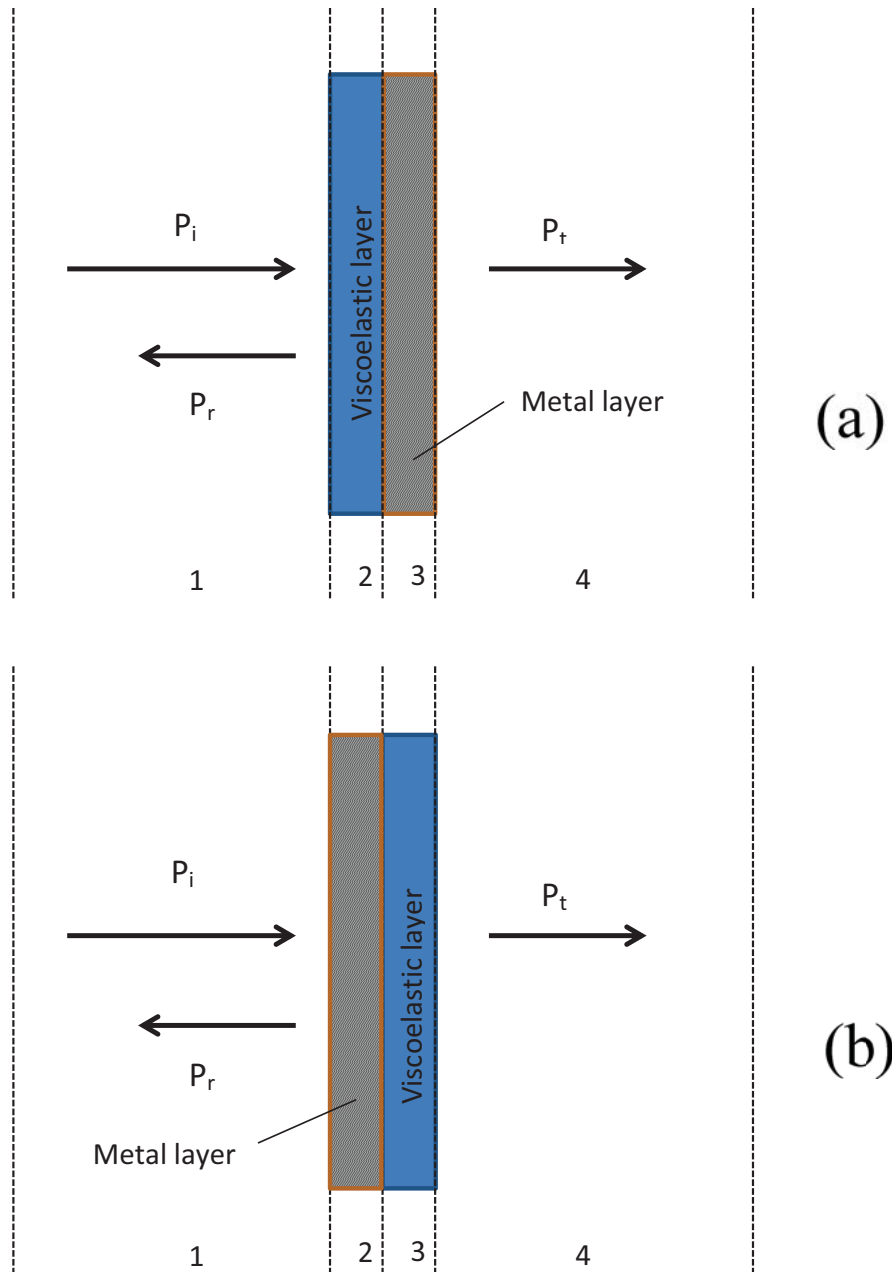 P_i
P_t
Viscoelastic layer
P_r
Metal layer
(a)
1
2
3
4
P_i
P_t
Viscoelastic layer
P_r
(b)
Metal layer
1
2
3
4